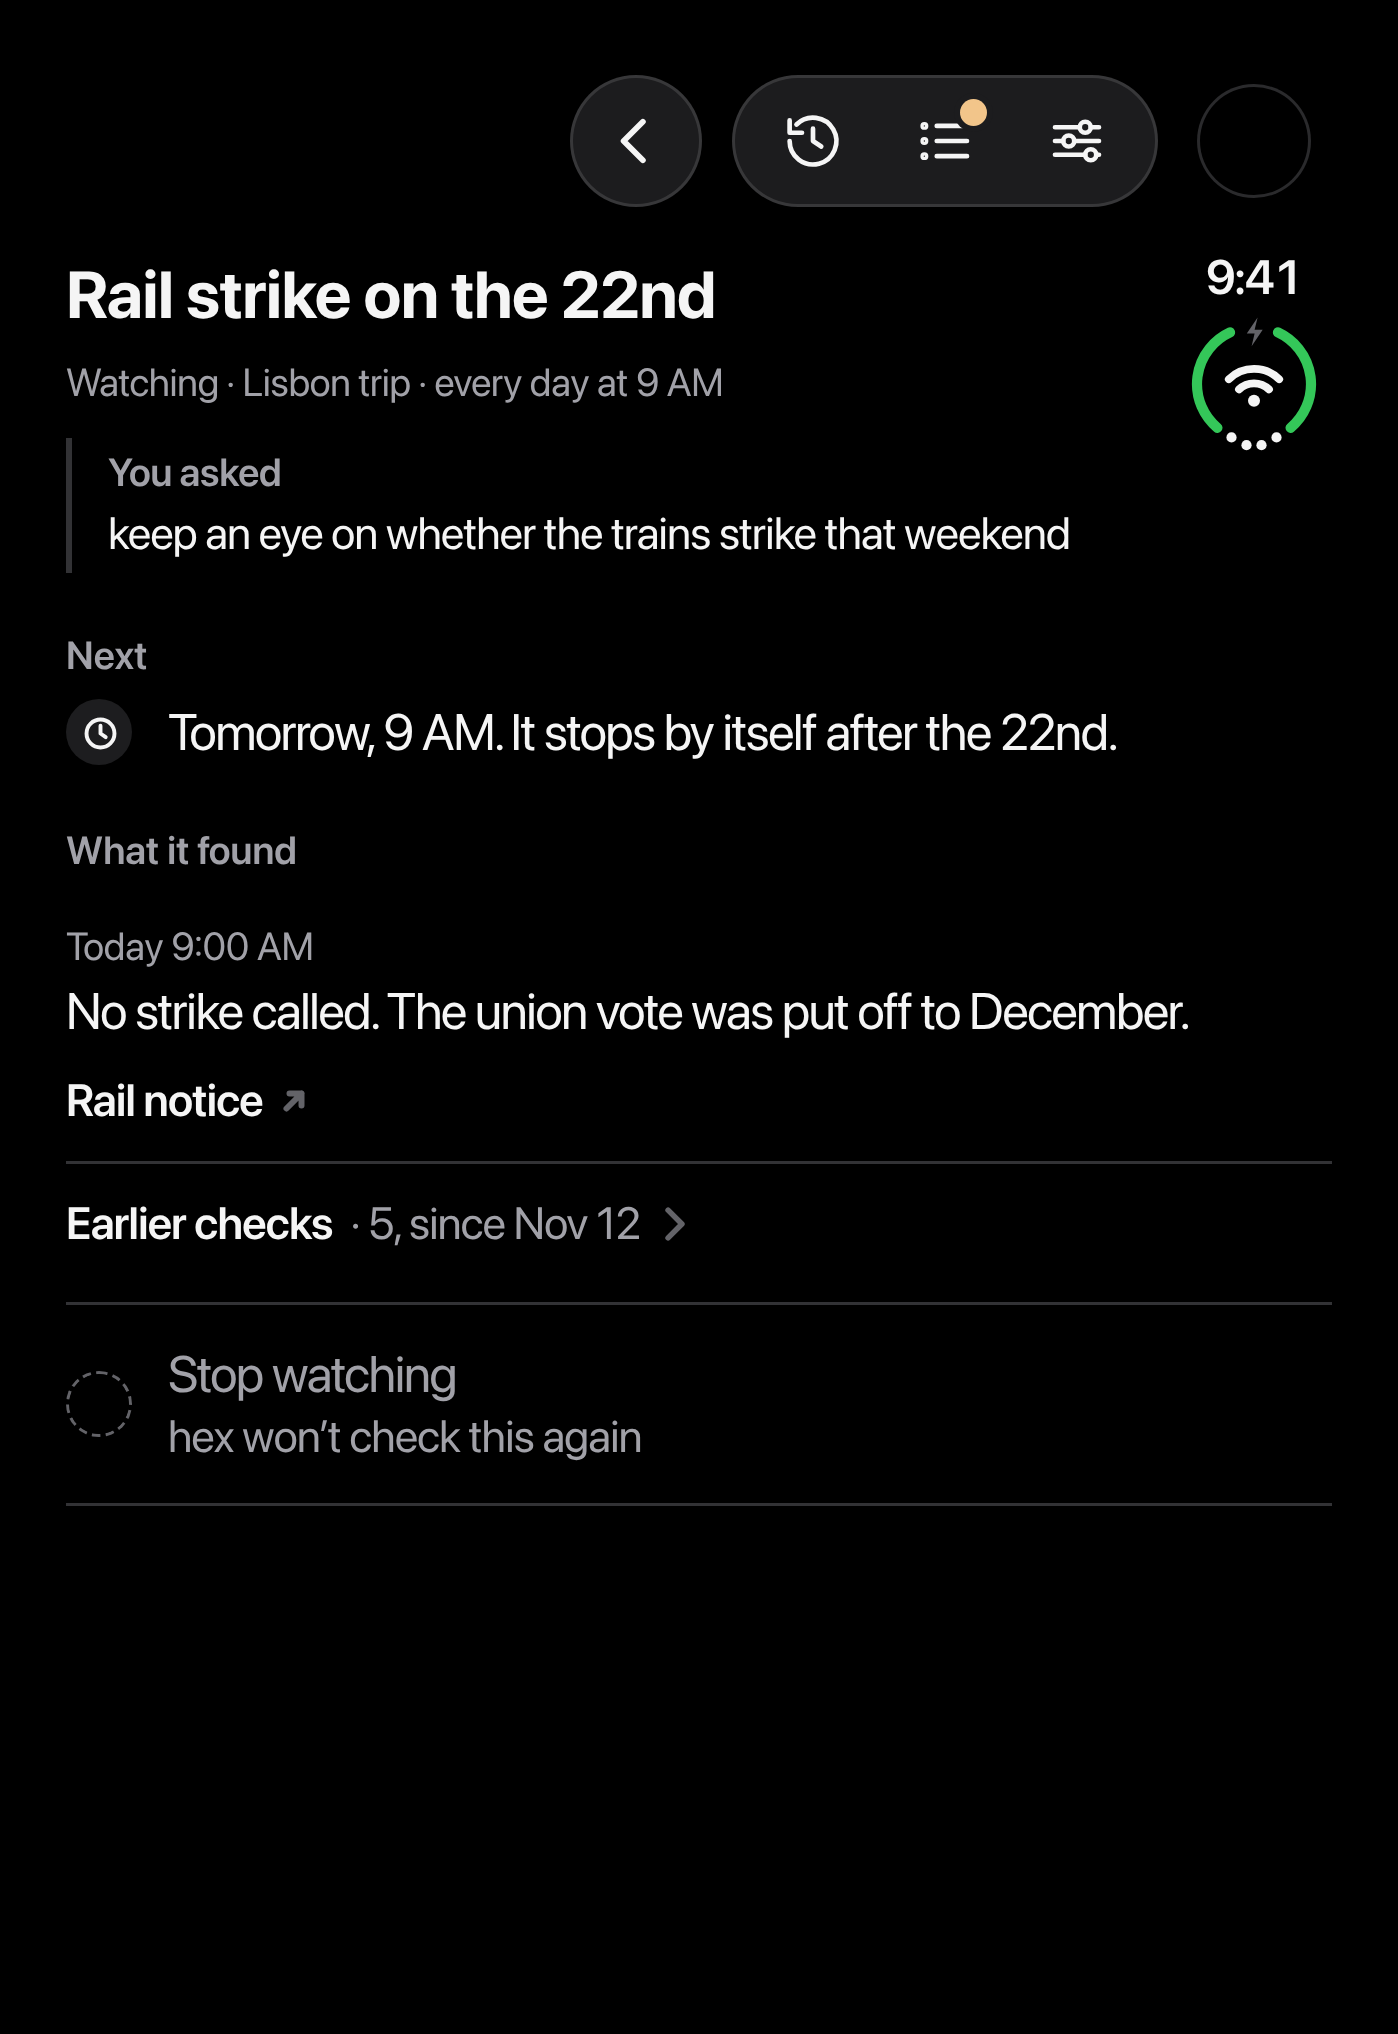 Rail strike on the 22nd
9:41
Watching · Lisbon trip · every day at 9 AM
You asked
keep an eye on whether the trains strike that weekend
Next
Tomorrow, 9 AM. It stops by itself after the 22nd.
What it found
Today 9:00 AM
No strike called. The union vote was put off to December.
Rail notice
Earlier checks · 5, since Nov 12
Stop watching
hex won’t check this again